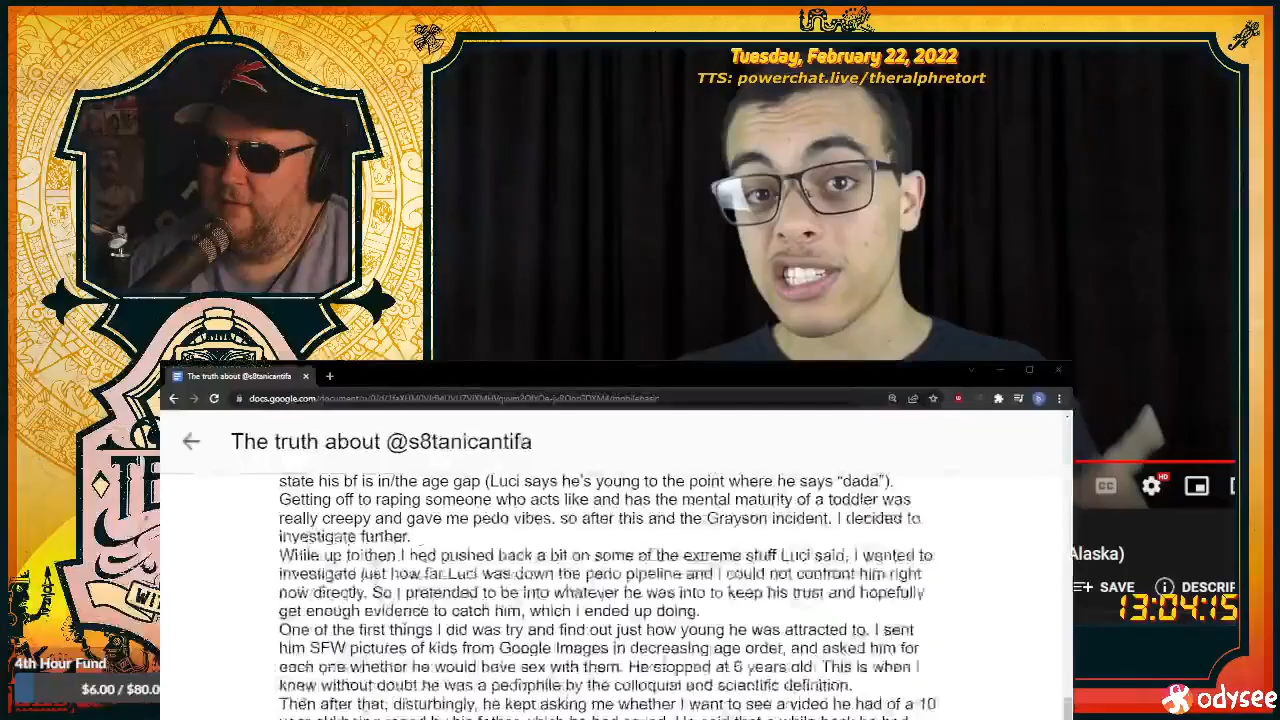 Tuesday, February 22, 2022
TTS: powerchat.live/theralphretort
The truth about @s8tanicantifa
docs.google.com
The truth about @s8tanicantifa
state his bf is in/the age gap (Luci says he's young to the point where he says “dada”).
Getting off to raping someone who acts like and has the mental maturity of a toddler was
really creepy and gave me pedo vibes. so after this and the Grayson incident. I decided to
investigate further.
While up to then I had pushed back a bit on some of the extreme stuff Luci said, I wanted to
investigate just how far Luci was down the pedo pipeline and I could not confront him right
now directly. So I pretended to be into whatever he was into to keep his trust and hopefully
get enough evidence to catch him, which I ended up doing.
One of the first things I did was try and find out just how young he was attracted to. I sent
him SFW pictures of kids from Google Images in decreasing age order, and asked him for
each one whether he would have sex with them. He stopped at 6 years old. This is when I
knew without doubt he was a pedophile by the colloquial and scientific definition.
Then after that, disturbingly, he kept asking me whether I want to see a video he had of a 10
CC
HD
Alaska)
SAVE
DESCRIP
13:04:15
4th Hour Fund
$6.00 / $80.0
odysee